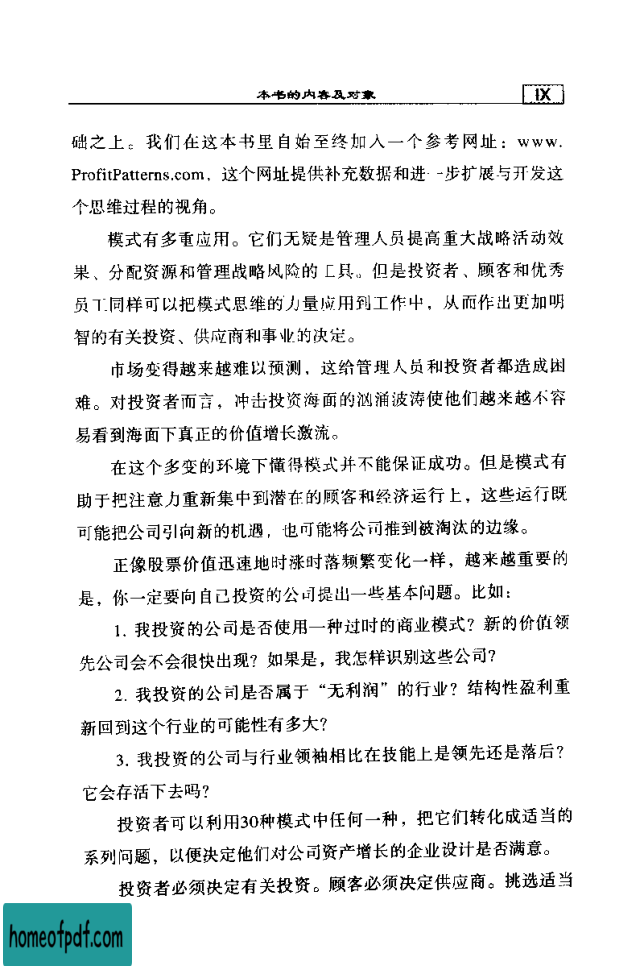 本书的内容及对象
IX
础之上。我们在这本书里自始至终加入一个参考网址：www.
ProfitPatterns.com，这个网址提供补充数据和进一步扩展与开发这
个思维过程的视角。
模式有多重应用。它们无疑是管理人员提高重大战略活动效
果、分配资源和管理战略风险的工具。但是投资者、顾客和优秀
员工同样可以把模式思维的力量应用到工作中，从而作出更加明
智的有关投资、供应商和事业的决定。
市场变得越来越难以预测，这给管理人员和投资者都造成困
难。对投资者而言，冲击投资海面的汹涌波涛使他们越来越不容
易看到海面下真正的价值增长激流。
在这个多变的环境下懂得模式并不能保证成功。但是模式有
助于把注意力重新集中到潜在的顾客和经济运行上，这些运行既
可能把公司引向新的机遇，也可能将公司推到被淘汰的边缘。
正像股票价值迅速地时涨时落频繁变化一样，越来越重要的
是，你一定要向自己投资的公司提出一些基本问题。比如：
1. 我投资的公司是否使用一种过时的商业模式？新的价值领
先公司会不会很快出现？如果是，我怎样识别这些公司？
2. 我投资的公司是否属于“无利润”的行业？结构性盈利重
新回到这个行业的可能性有多大？
3. 我投资的公司与行业领袖相比在技能上是领先还是落后？
它会存活下去吗？
投资者可以利用30种模式中任何一种，把它们转化成适当的
系列问题，以便决定他们对公司资产增长的企业设计是否满意。
投资者必须决定有关投资。顾客必须决定供应商。挑选适当
homeofpdf.com